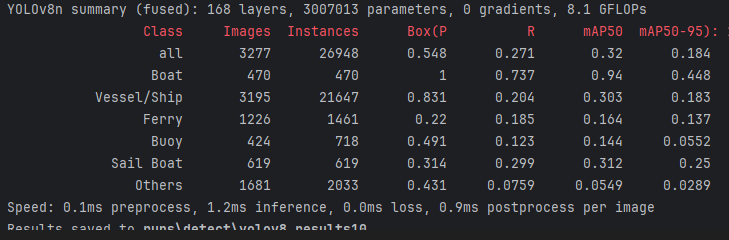 YOLOv8n summary (fused): 168 layers, 3007013 parameters, 0 gradients, 8.1 GFLOPs
Class Images Instances Box(P R mAP50 mAP50-95):
all 3277 26948 0.548 0.271 0.32 0.184
Boat 470 470 1 0.737 0.94 0.448
Vessel/Ship 3195 21647 0.831 0.204 0.303 0.183
Ferry 1226 1461 0.22 0.185 0.164 0.137
Buoy 424 718 0.491 0.123 0.144 0.0552
Sail Boat 619 619 0.314 0.299 0.312 0.25
Others 1681 2033 0.431 0.0759 0.0549 0.0289
Speed: 0.1ms preprocess, 1.2ms inference, 0.0ms loss, 0.9ms postprocess per image
Results saved to runs\detect\yolov8_results10